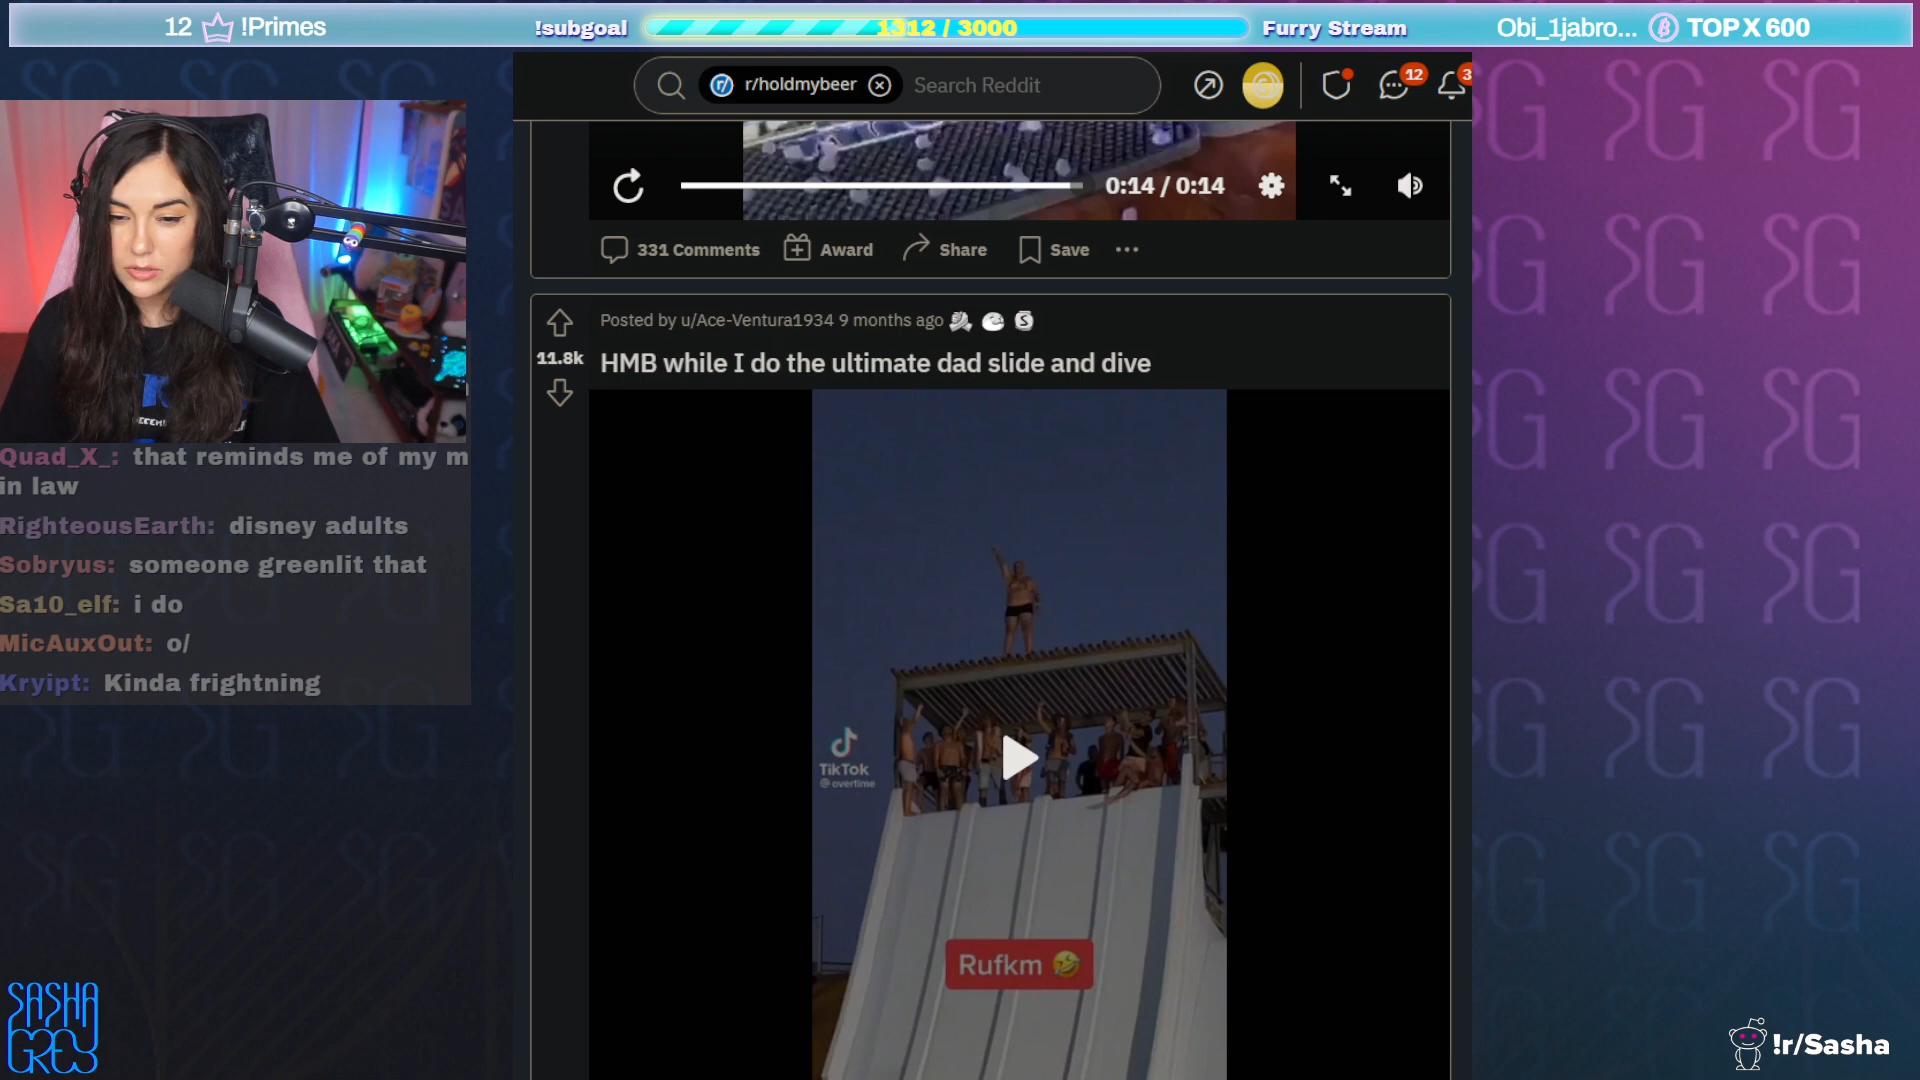 12 !Primes
!subgoal
1312 / 3000
Furry Stream
Obi_1jabro...
TOP X 600
r/holdmybeer
Search Reddit
12
3
0:14 / 0:14
331 Comments
Award
Share
Save
Posted by u/Ace-Ventura1934 9 months ago
11.8k
HMB while I do the ultimate dad slide and dive
TikTok
@overtime
Rufkm
Quad_X_: that reminds me of my m
in law
RighteousEarth: disney adults
Sobryus: someone greenlit that
Sa10_elf: i do
MicAuxOut: o/
Kryipt: Kinda frightning
SASHA
GREY
!r/Sasha
SG